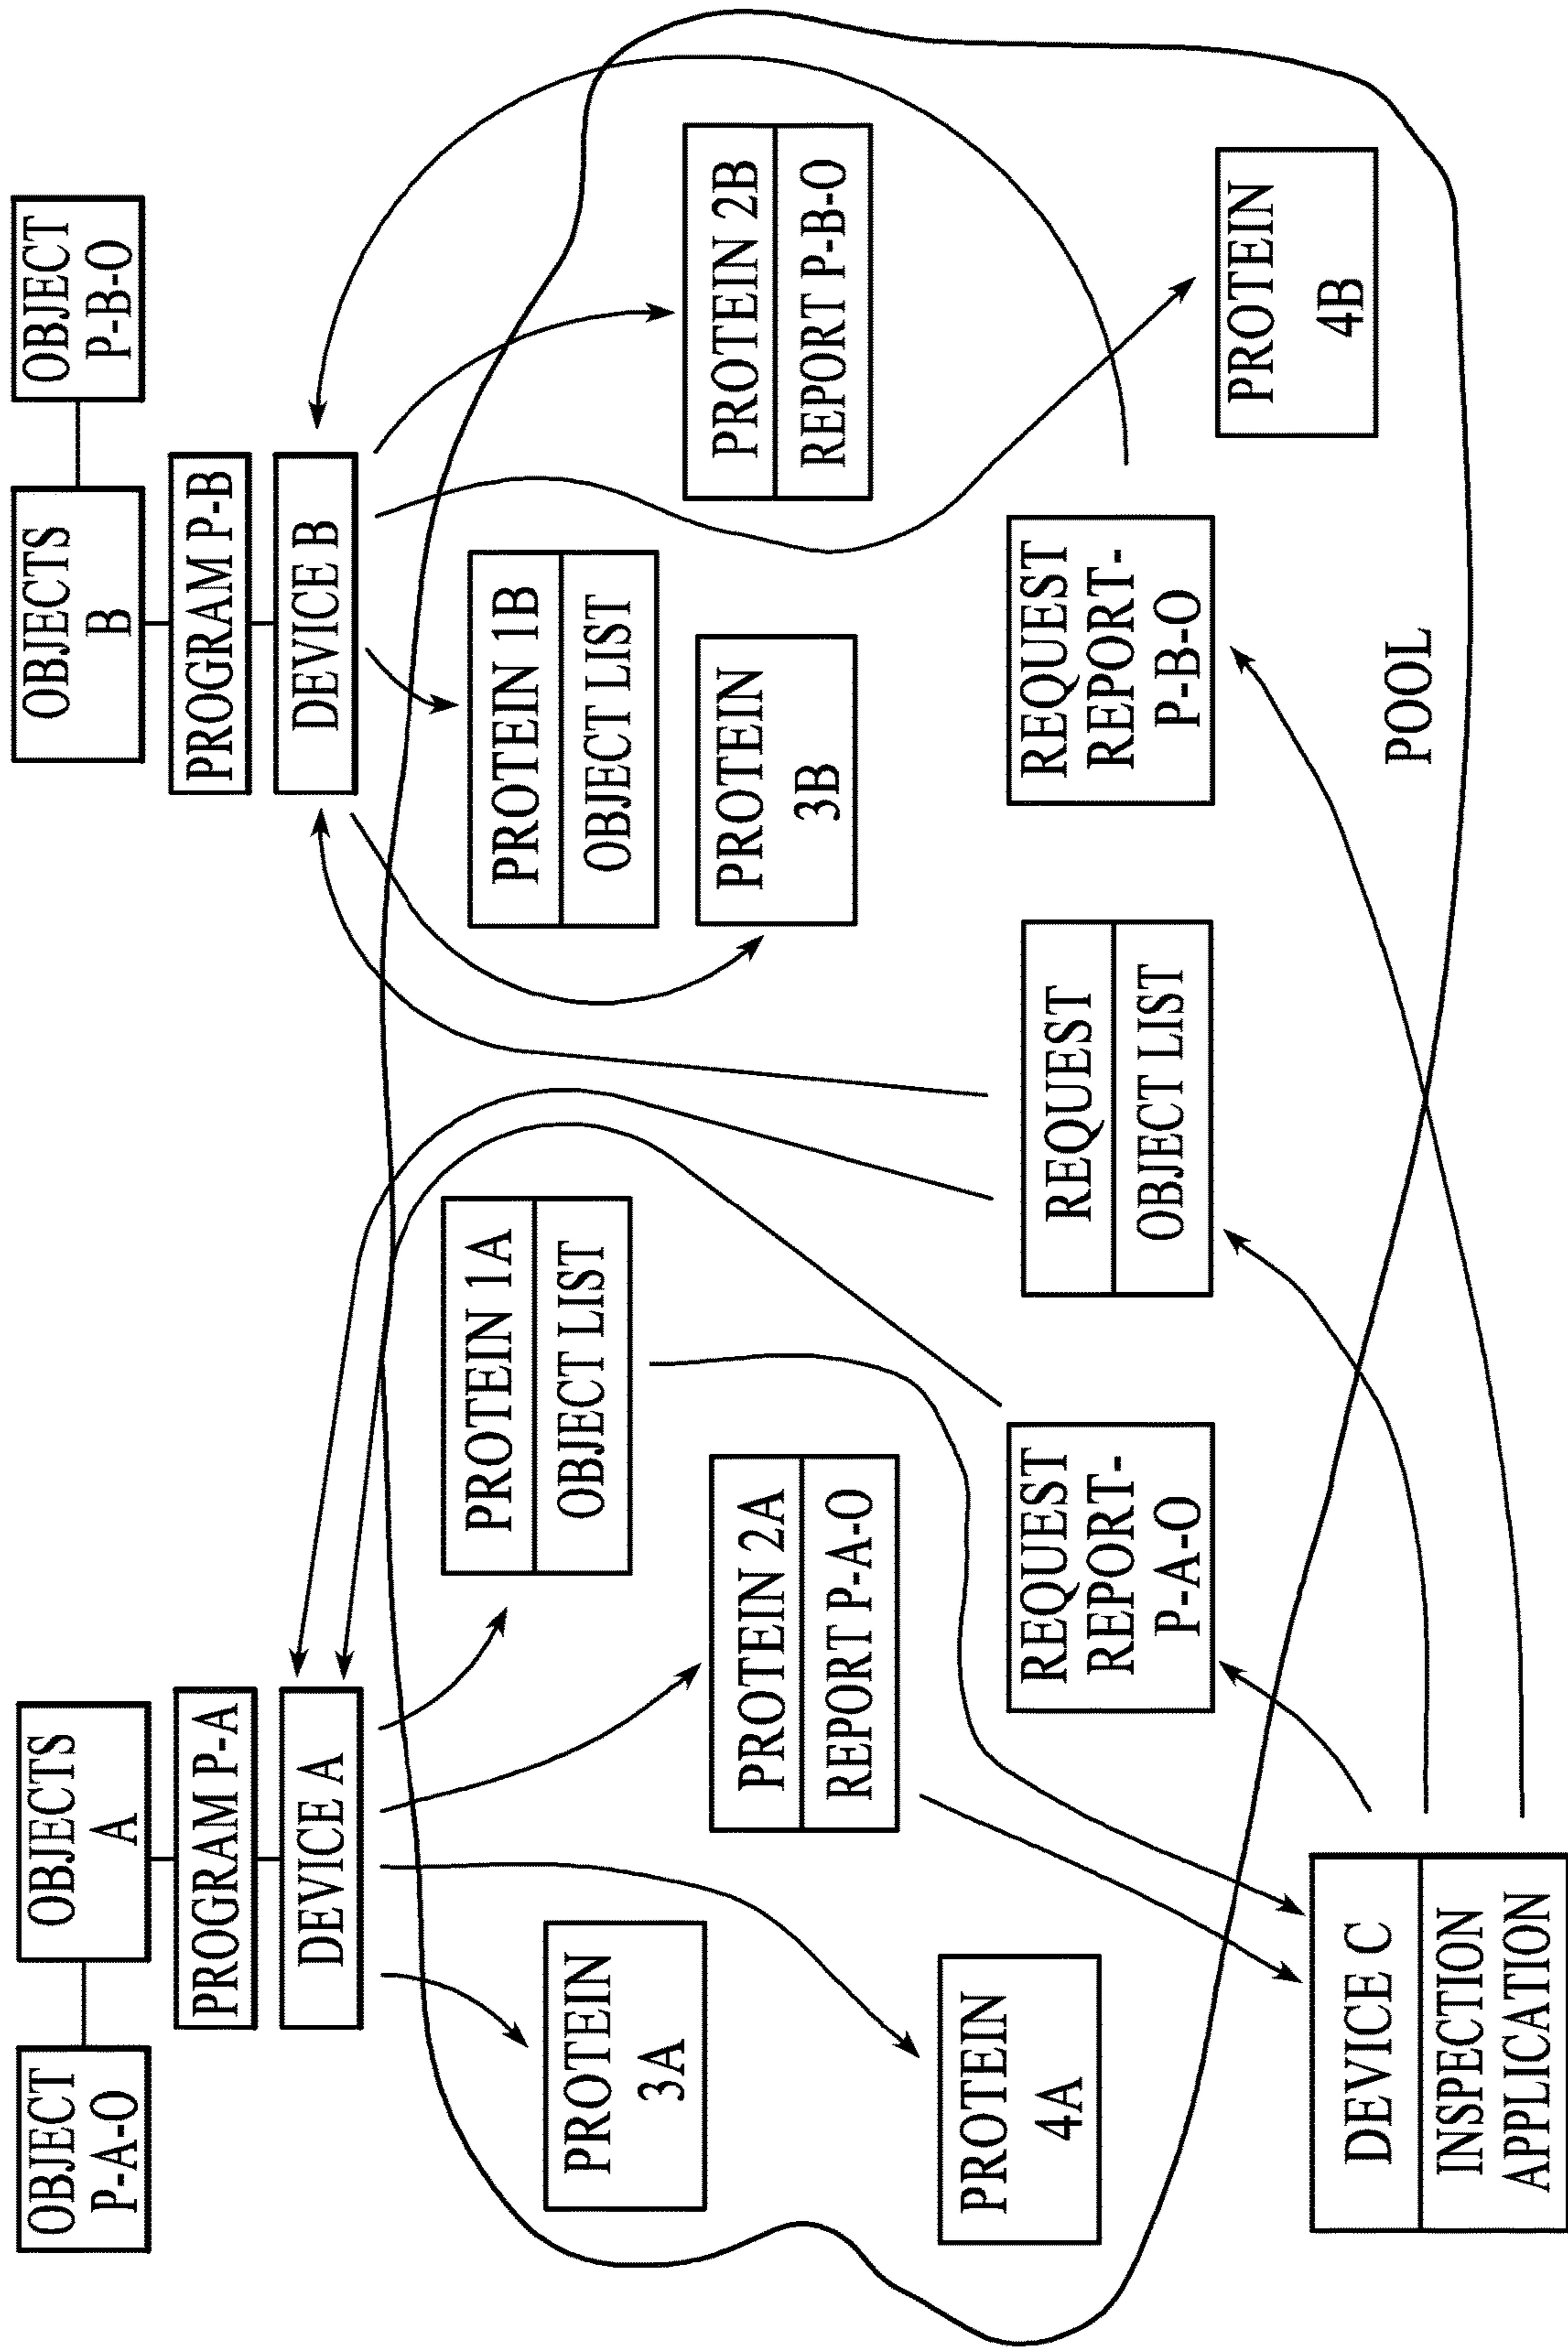 OBJECT
P-A-O
OBJECTS
A
PROGRAM P-A
DEVICE A
OBJECTS
B
OBJECT
P-B-O
PROGRAM P-B
DEVICE B
PROTEIN
3A
PROTEIN 1A
OBJECT LIST
PROTEIN 1B
OBJECT LIST
PROTEIN 2A
REPORT P-A-O
PROTEIN
3B
PROTEIN 2B
REPORT P-B-O
PROTEIN
4A
REQUEST
REPORT-
P-A-O
REQUEST
OBJECT LIST
REQUEST
REPORT-
P-B-O
PROTEIN
4B
DEVICE C
INSPECTION
APPLICATION
POOL